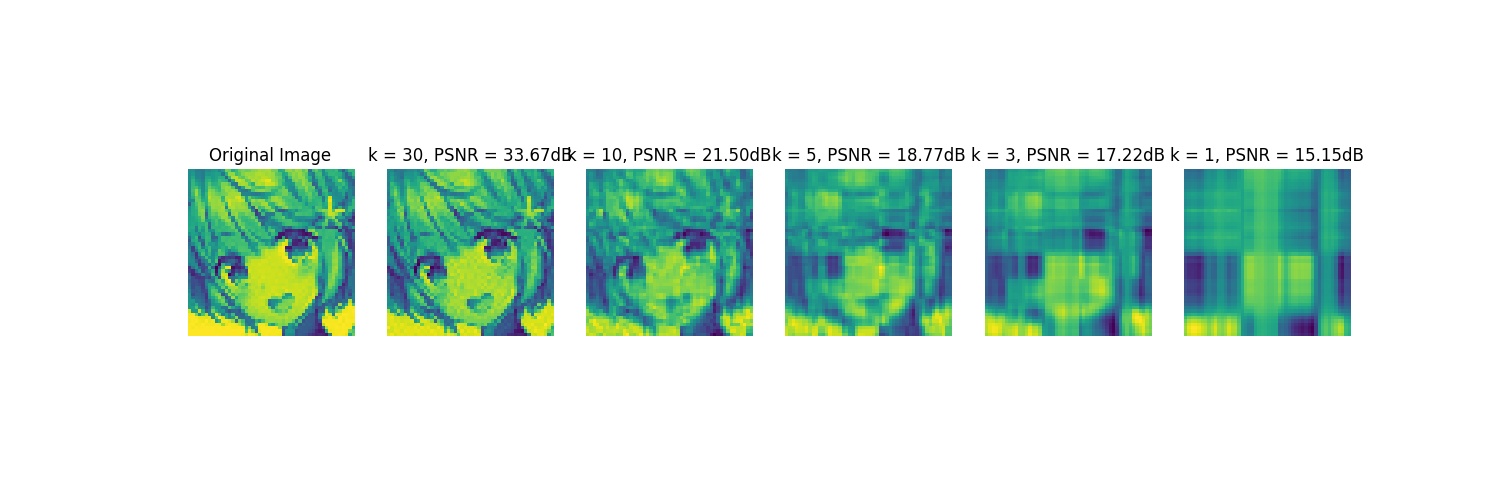 Original Image
k = 30, PSNR = 33.67dB
k = 10, PSNR = 21.50dB
k = 5, PSNR = 18.77dB
k = 3, PSNR = 17.22dB
k = 1, PSNR = 15.15dB